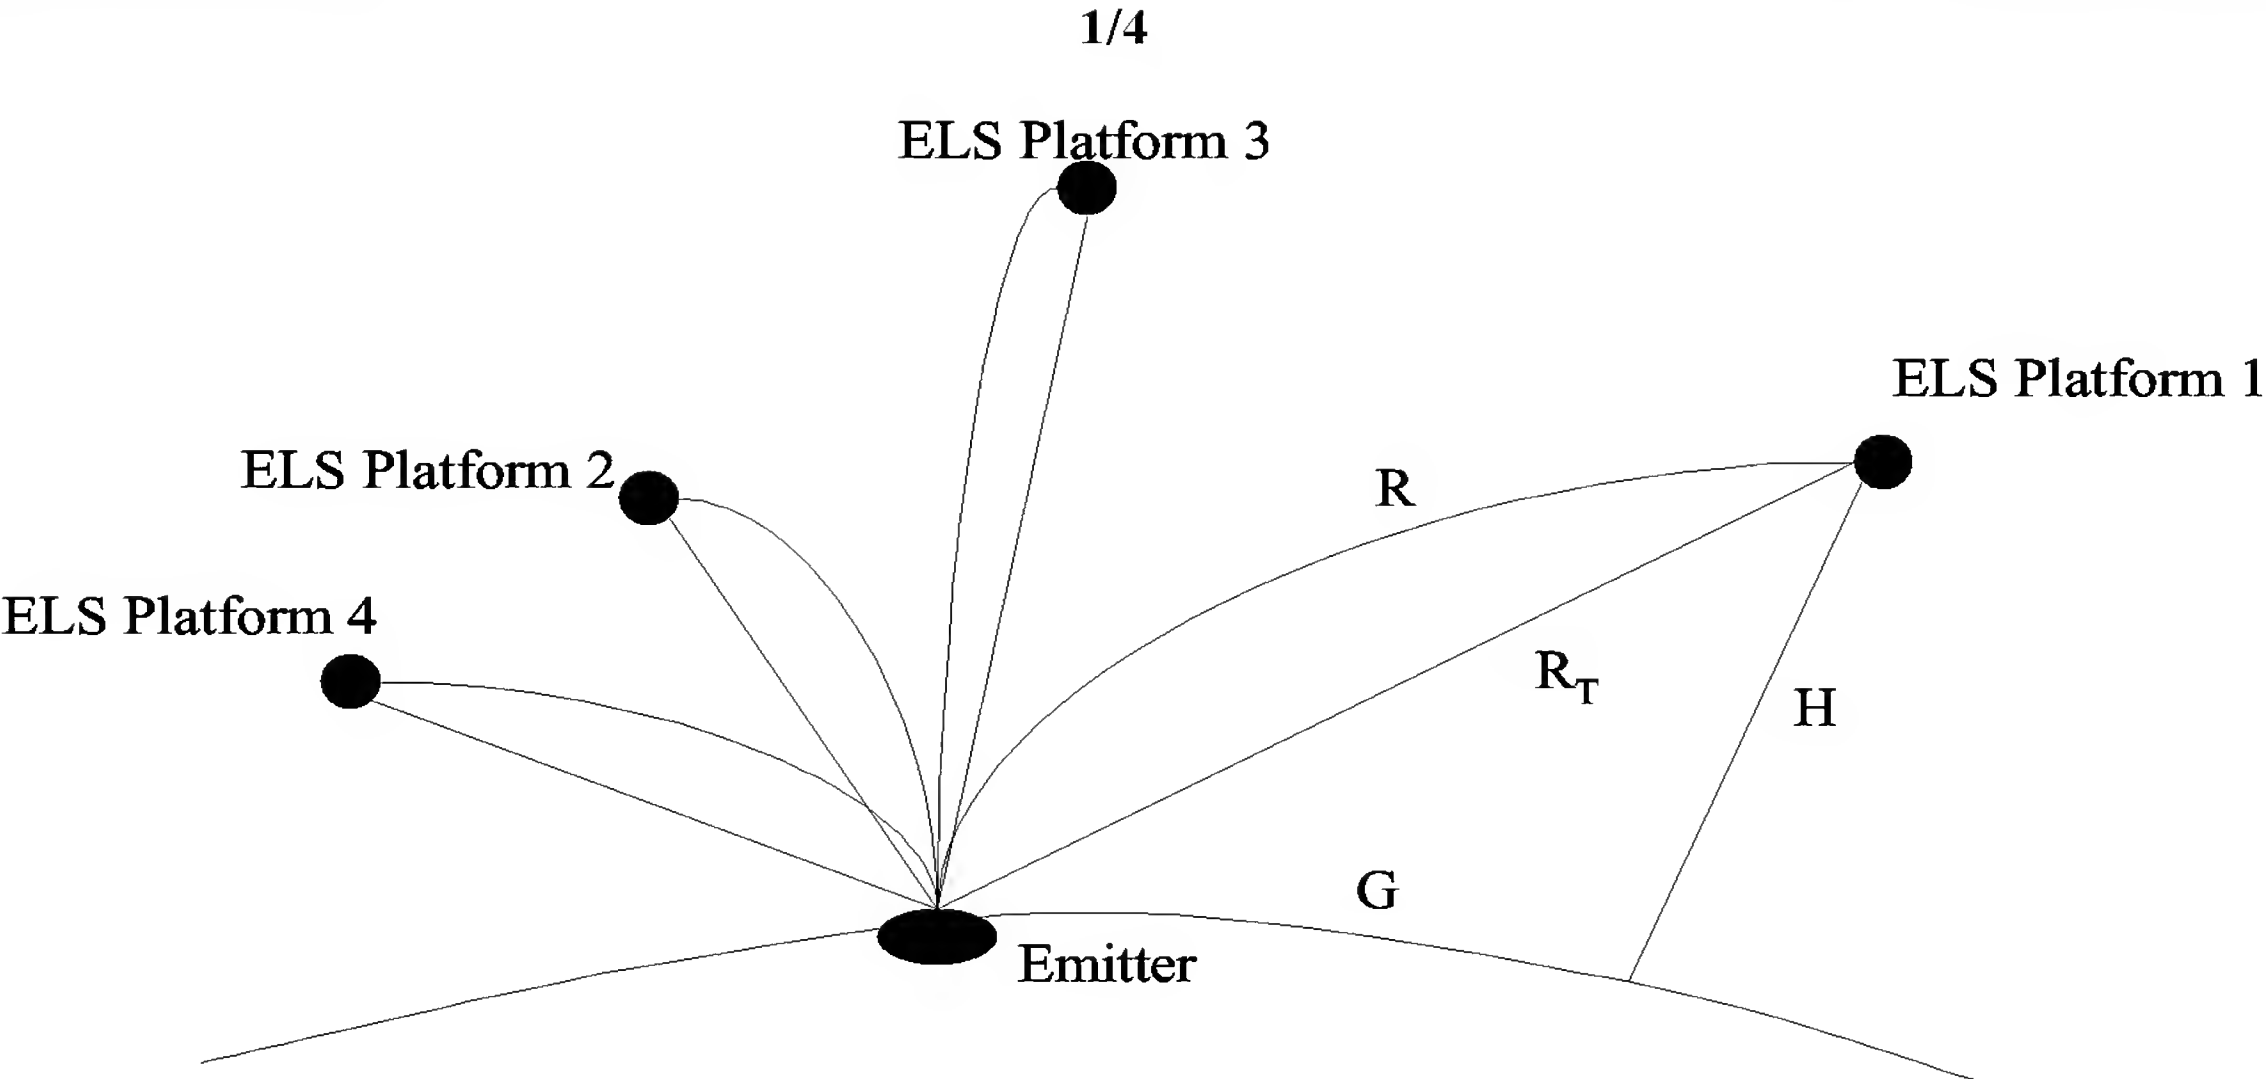 1/4
ELS Platform 3
ELS Platform 1
ELS Platform 2
R
ELS Platform 4
R_T
H
G
Emitter